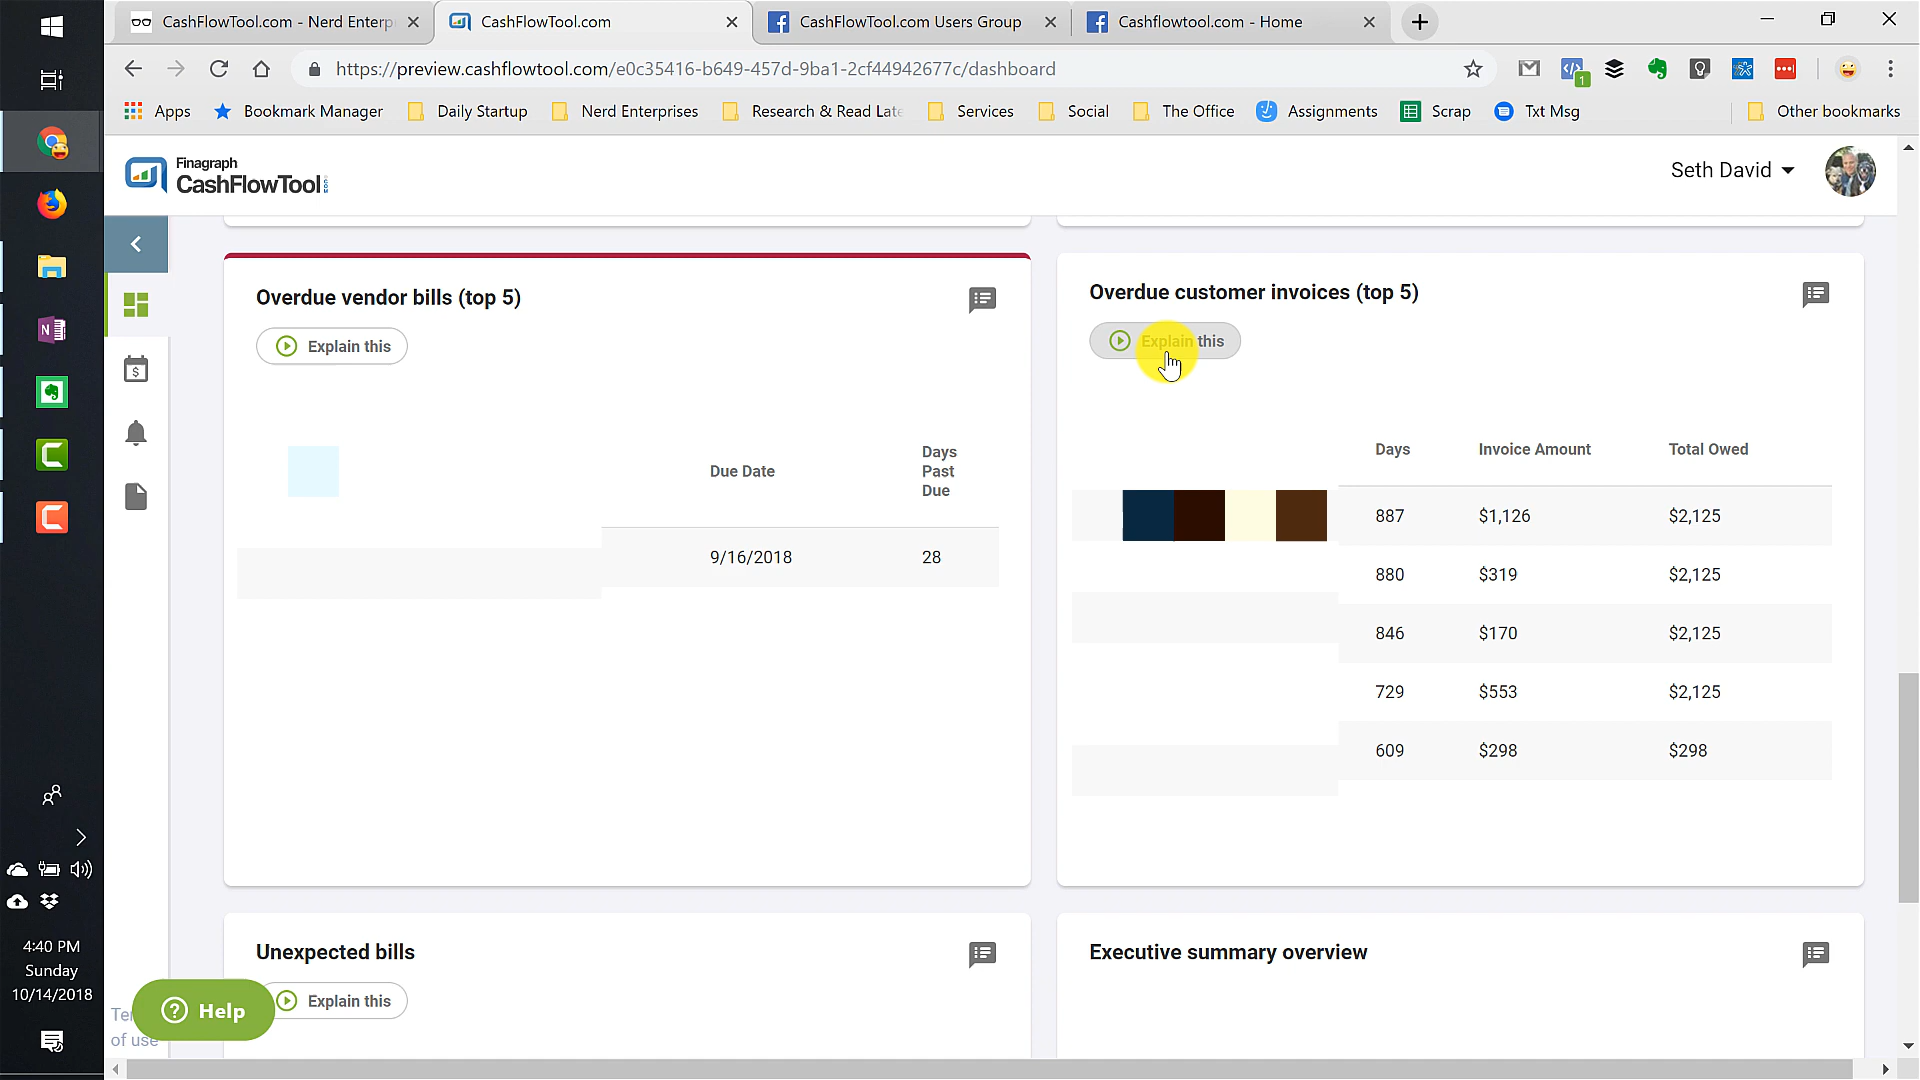 CashFlowTool.com - Nerd Enterp
CashFlowTool.com
CashFlowTool.com Users Group
Cashflowtool.com - Home
https://preview.cashflowtool.com/e0c35416-b649-457d-9ba1-2cf44942677c/dashboard
1
Apps
Bookmark Manager
Daily Startup
Nerd Enterprises
Research & Read Late
Services
Social
The Office
Assignments
Scrap
Txt Msg
Other bookmarks
Finagraph
CashFlowTool
Seth David
Overdue vendor bills (top 5)
Explain this
Due Date
Days Past Due
9/16/2018
28
Overdue customer invoices (top 5)
Explain this
Days
Invoice Amount
Total Owed
887 $1,126 $2,125
880 $319 $2,125
846 $170 $2,125
729 $553 $2,125
609 $298 $298
Unexpected bills
Explain this
Executive summary overview
Help
of use
4:40 PM
Sunday
10/14/2018